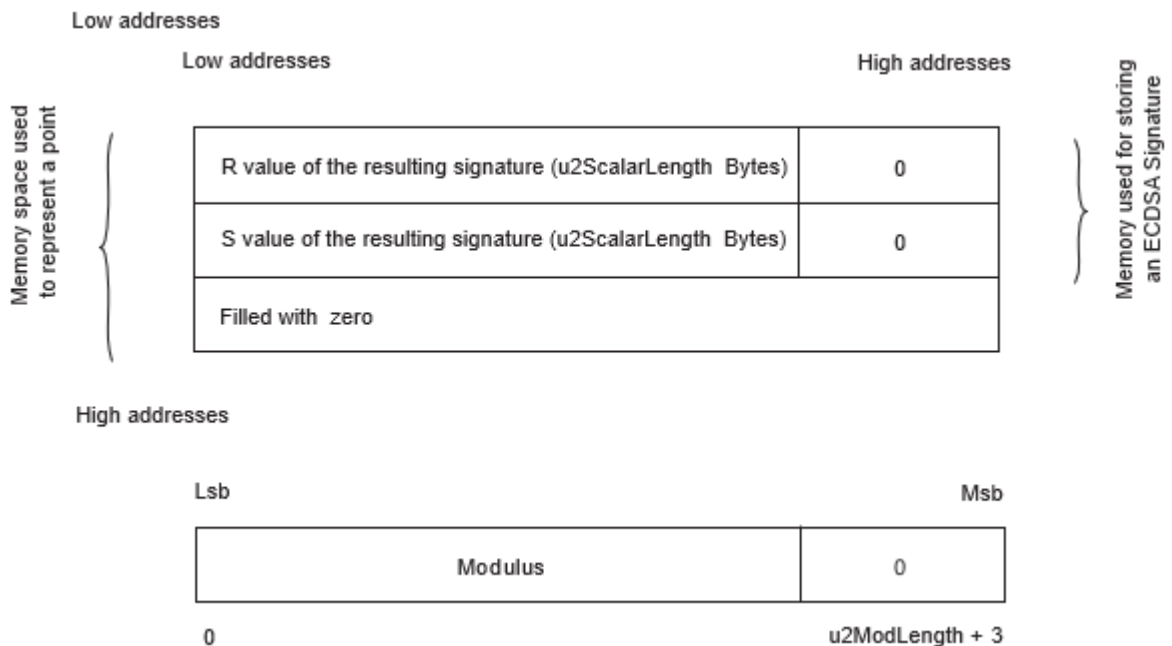 Low addresses
Low addresses
High addresses
Memory space used
to represent a point
R value of the resulting signature (u2ScalarLength Bytes)
0
S value of the resulting signature (u2ScalarLength Bytes)
0
Filled with zero
Memory used for storing
an ECDSA Signature
High addresses
Lsb
Msb
Modulus
0
0
u2ModLength + 3